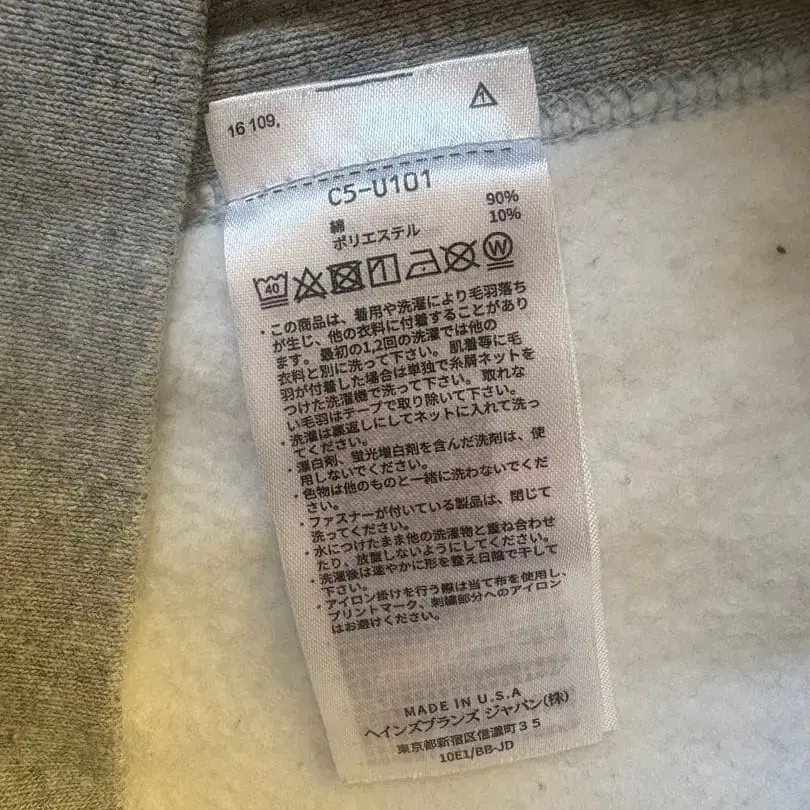 16 109,
C5-U101
綿 90%
ポリエステル 10%
40 W
・この商品は、着用や洗濯により毛羽落ち
が生じ、他の衣料に付着することがあり
ます。最初の1,2回の洗濯では他の
衣料と別に洗って下さい。肌着等に毛
羽が付着した場合は単独で糸屑ネットを
つけた洗濯機で洗って下さい。取れな
い毛羽はテープで取り除いて下さい。
・洗濯は裏返しにしてネットに入れて洗っ
てください。
・漂白剤、蛍光増白剤を含んだ洗剤は、使
用しないでください。
・色物は他のものと一緒に洗わないでくだ
さい。
・ファスナーが付いている製品は、閉じて
洗ってください。
・水につけたまま他の洗濯物と重ね合わせ
たり、放置しないようにしてください。
・洗濯後は速やかに形を整え日陰で干して
下さい。
・アイロン掛けを行う際は当て布を使用し、
プリントマーク、刺繍部分へのアイロン
はお避けください。
MADE IN U.S.A
ヘインズブランズ ジャパン(株)
東京都新宿区信濃町35
10E1/BB-JD